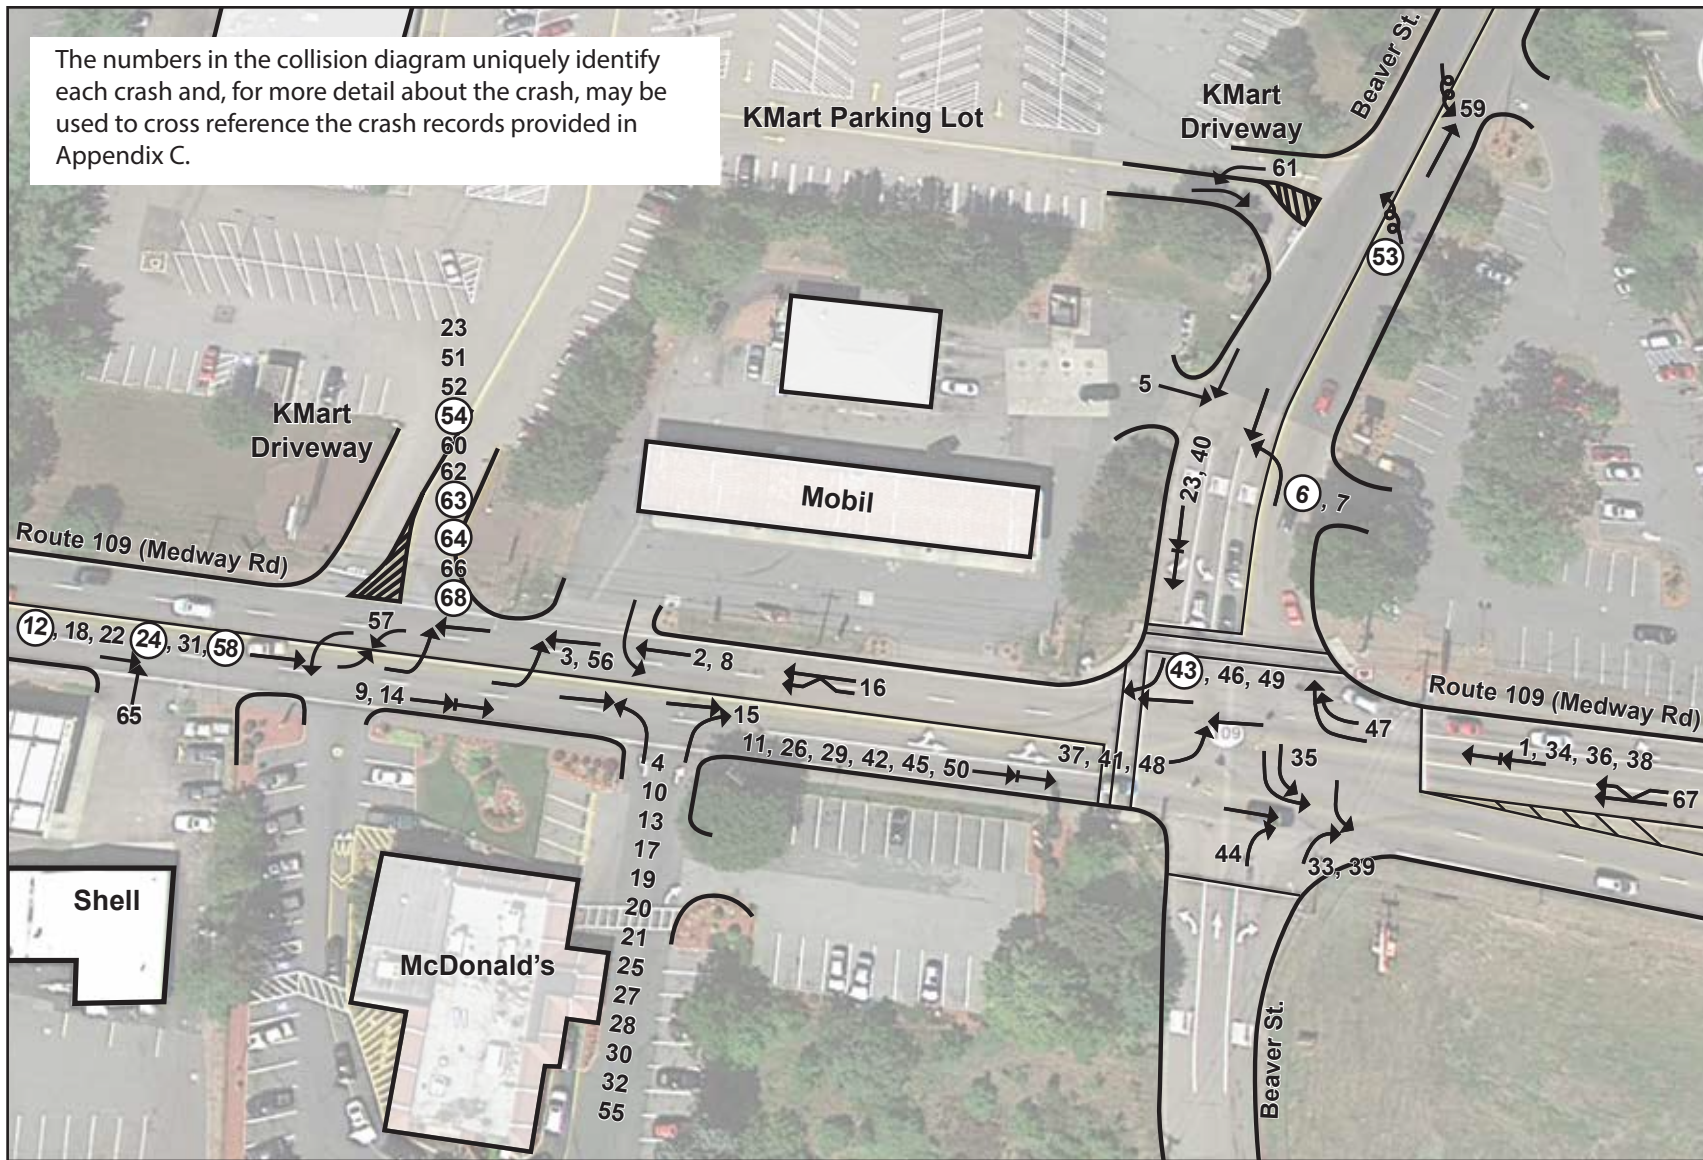 The numbers in the collision diagram uniquely identify
each crash and, for more detail about the crash, may be
used to cross reference the crash records provided in
Appendix C.
KMart Parking Lot
KMart
Driveway
Beaver St.
59
61
53
23
51
52
54
60
62
63
64
66
68
KMart
Driveway
5
23, 40
6, 7
Mobil
Route 109 (Medway Rd)
12, 18, 22 24, 31, 58
57
3, 56
2, 8
16
43, 46, 49
Route 109 (Medway Rd)
65
9, 14
15
47
11, 26, 29, 42, 45, 50
37, 41, 48
35
1, 34, 36, 38
67
4
10
13
17
19
20
21
25
27
28
30
32
55
44
33, 39
109
Shell
McDonald's
Beaver St.